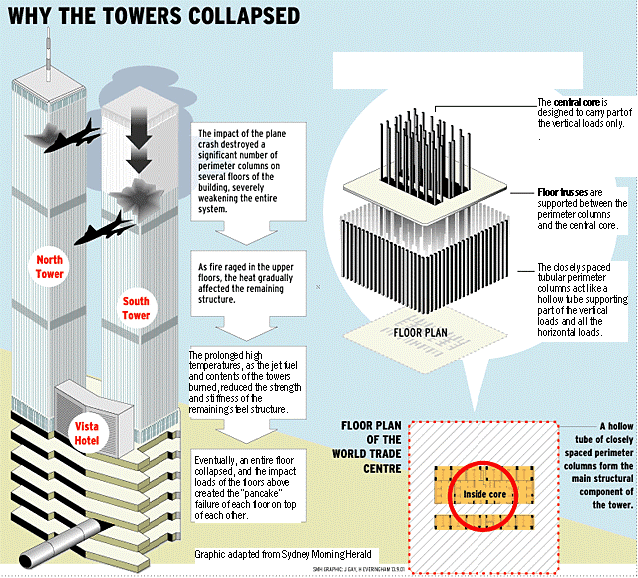 WHY THE TOWERS COLLAPSED
The impact of the plane
crash destroyed a
significant number of
perimeter columns on
several floors of the
building, severely
weakening the entire
system.
North
Tower
South
Tower
As fire raged in the upper
floors, the heat gradually
affected the remaining
structure.
The prolonged high
temperatures, as the jet fuel
and contents of the towers
burned, reduced the strength
and stiffness of the
remaining steel structure.
Vista
Hotel
Eventually, an entire floor
collapsed, and the impact
loads of the floors above
created the "pancake"
failure of each floor on top
of each other.
Graphic adapted from Sydney Morning Herald
The central core is
designed to carry part of
the vertical loads only.
.
Floor trusses are
supported between the
perimeter columns
and the central core.
The closely spaced
tubular perimeter
columns act like a
hollow tube supporting
part of the vertical
loads and all the
horizontal loads.
FLOOR PLAN
FLOOR PLAN
OF THE
WORLD TRADE
CENTRE
Inside core
A hollow
tube of closely
spaced perimeter
columns form the
main structural
component of
the tower.
SMH GRAPHIC: J GAY, H EVERINGHAM 13.9.01